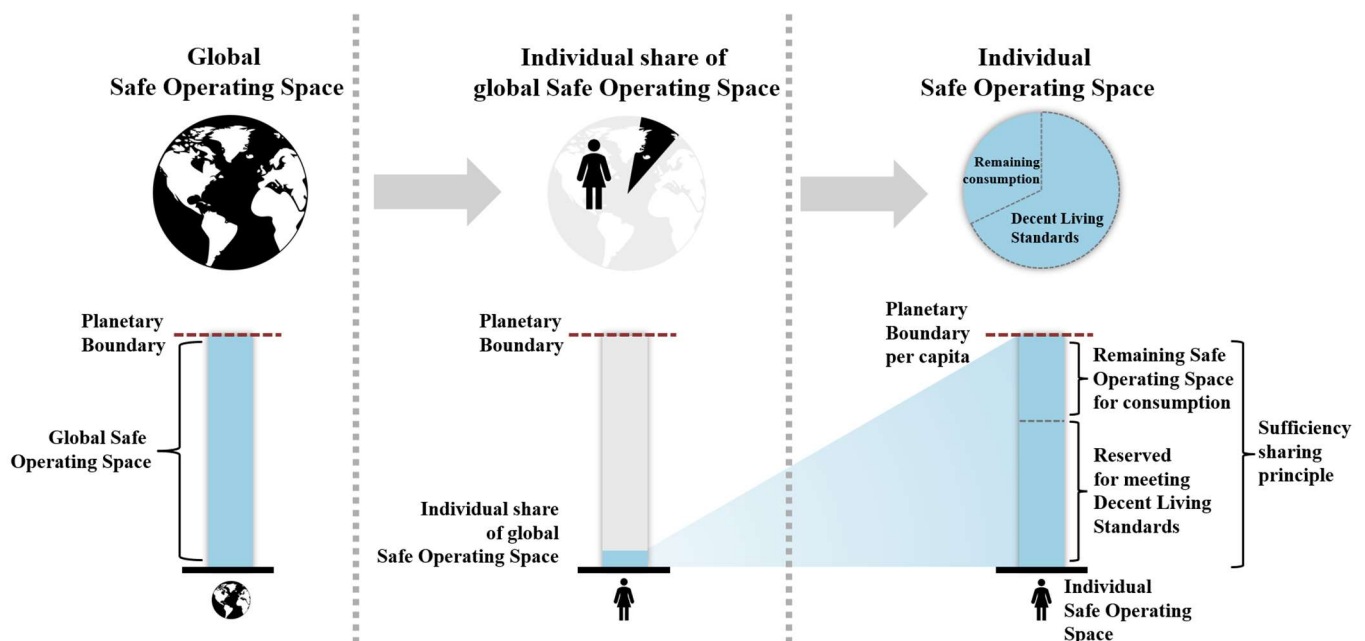 Global
Safe Operating Space
Planetary
Boundary
Global Safe
Operating Space
Individual share of
global Safe Operating Space
Planetary
Boundary
Individual share
of global
Safe Operating Space
Individual
Safe Operating Space
Remaining
consumption
Decent Living
Standards
Planetary
Boundary
per capita
Remaining Safe
Operating Space
for consumption
Reserved
for meeting
Decent Living
Standards
Sufficiency
sharing
principle
Individual
Safe Operating
Space